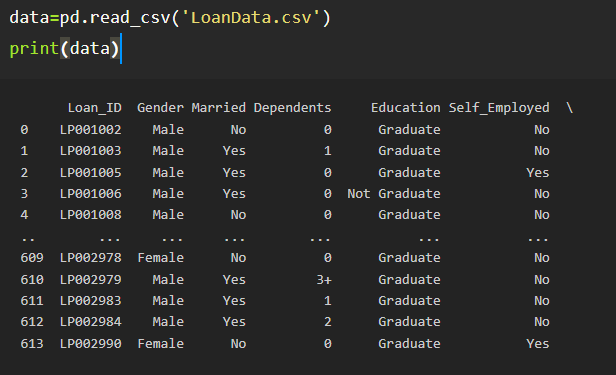 data=pd.read_csv('LoanData.csv')
print(data)
Loan_ID Gender Married Dependents Education Self_Employed \
0 LP001002 Male No 0 Graduate No
1 LP001003 Male Yes 1 Graduate No
2 LP001005 Male Yes 0 Graduate Yes
3 LP001006 Male Yes 0 Not Graduate No
4 LP001008 Male No 0 Graduate No
.. ... ... ... ... ... ...
609 LP002978 Female No 0 Graduate No
610 LP002979 Male Yes 3+ Graduate No
611 LP002983 Male Yes 1 Graduate No
612 LP002984 Male Yes 2 Graduate No
613 LP002990 Female No 0 Graduate Yes